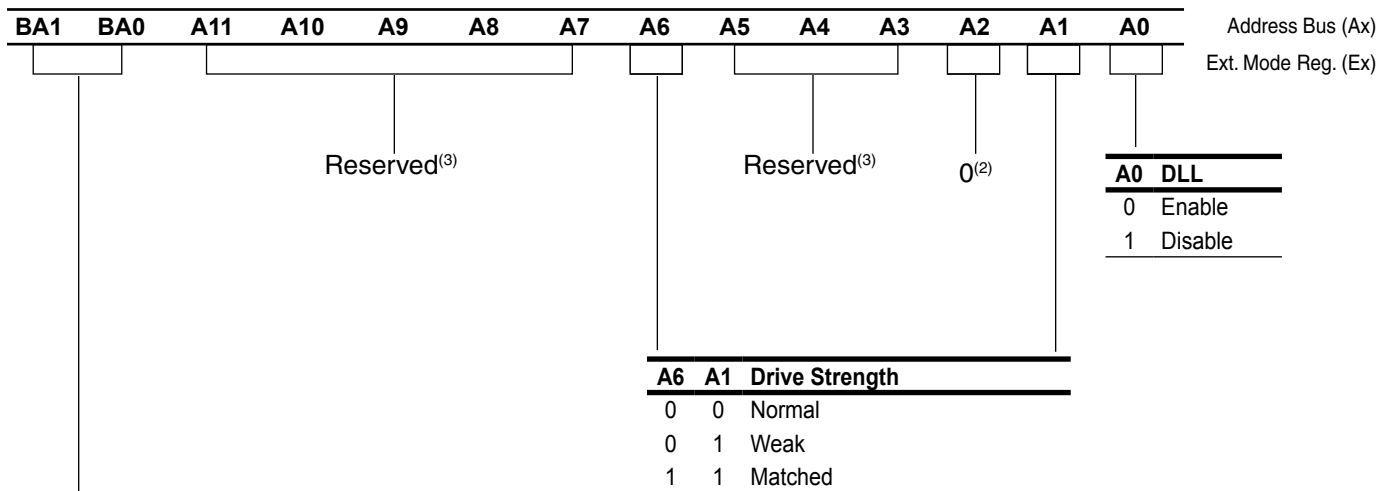 BA1 BA0 A11 A10 A9 A8 A7 A6 A5 A4 A3 A2 A1 A0 Address Bus (Ax)
Ext. Mode Reg. (Ex)
Reserved(3) Reserved(3) 0(2)
A0 DLL
0 Enable
1 Disable
A6 A1 Drive Strength
0 0 Normal
0 1 Weak
1 1 Matched